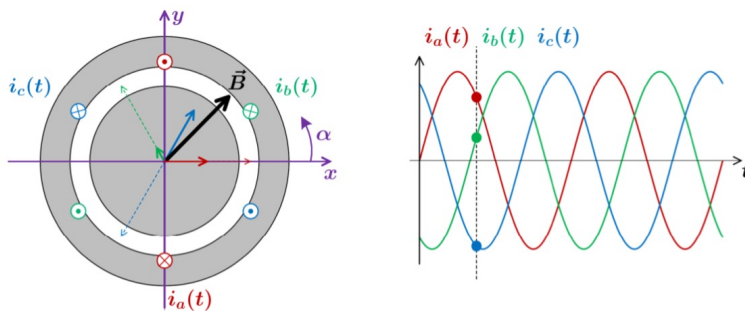 y
i_a(t) i_b(t) i_c(t)
i_c(t)
B⃗
i_b(t)
α
x
t
i_a(t)